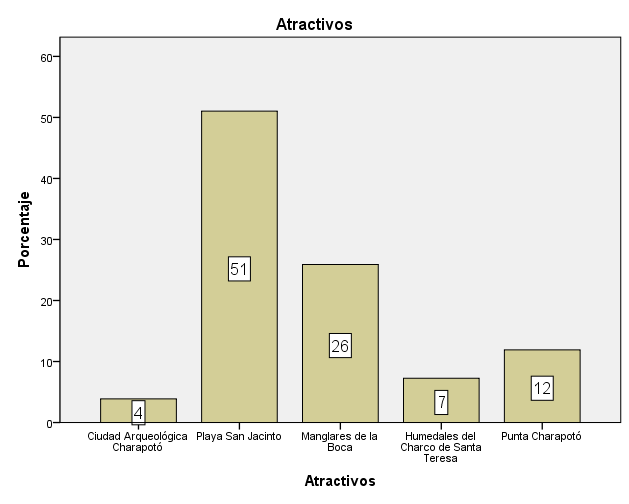 Atractivos
Porcentaje
60
50
40
30
20
10
0
4
51
26
7
12
Ciudad Arqueológica
Charapotó
Playa San Jacinto
Manglares de la
Boca
Humedales del
Charco de Santa
Teresa
Punta Charapotó
Atractivos